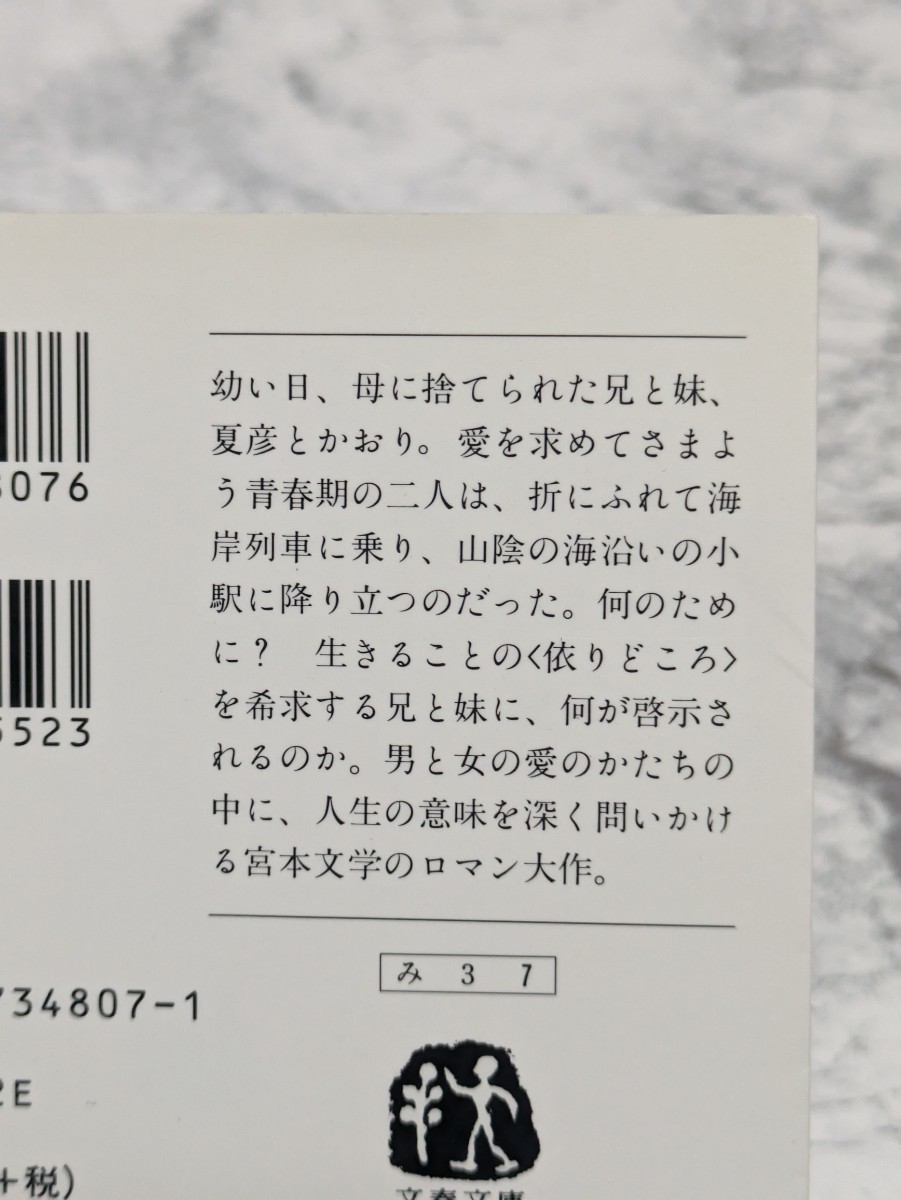 幼い日、母に捨てられた兄と妹、
夏彦とかおり。愛を求めてさまよ
う青春期の二人は、折にふれて海
岸列車に乗り、山陰の海沿いの小
駅に降り立つのだった。何のため
に？　生きることの〈依りどころ〉
を希求する兄と妹に、何が啓示さ
れるのか。男と女の愛のかたちの
中に、人生の意味を深く問いかけ
る宮本文学のロマン大作。
み 3 7
文春文庫
076
523
734807-1
E
+税)